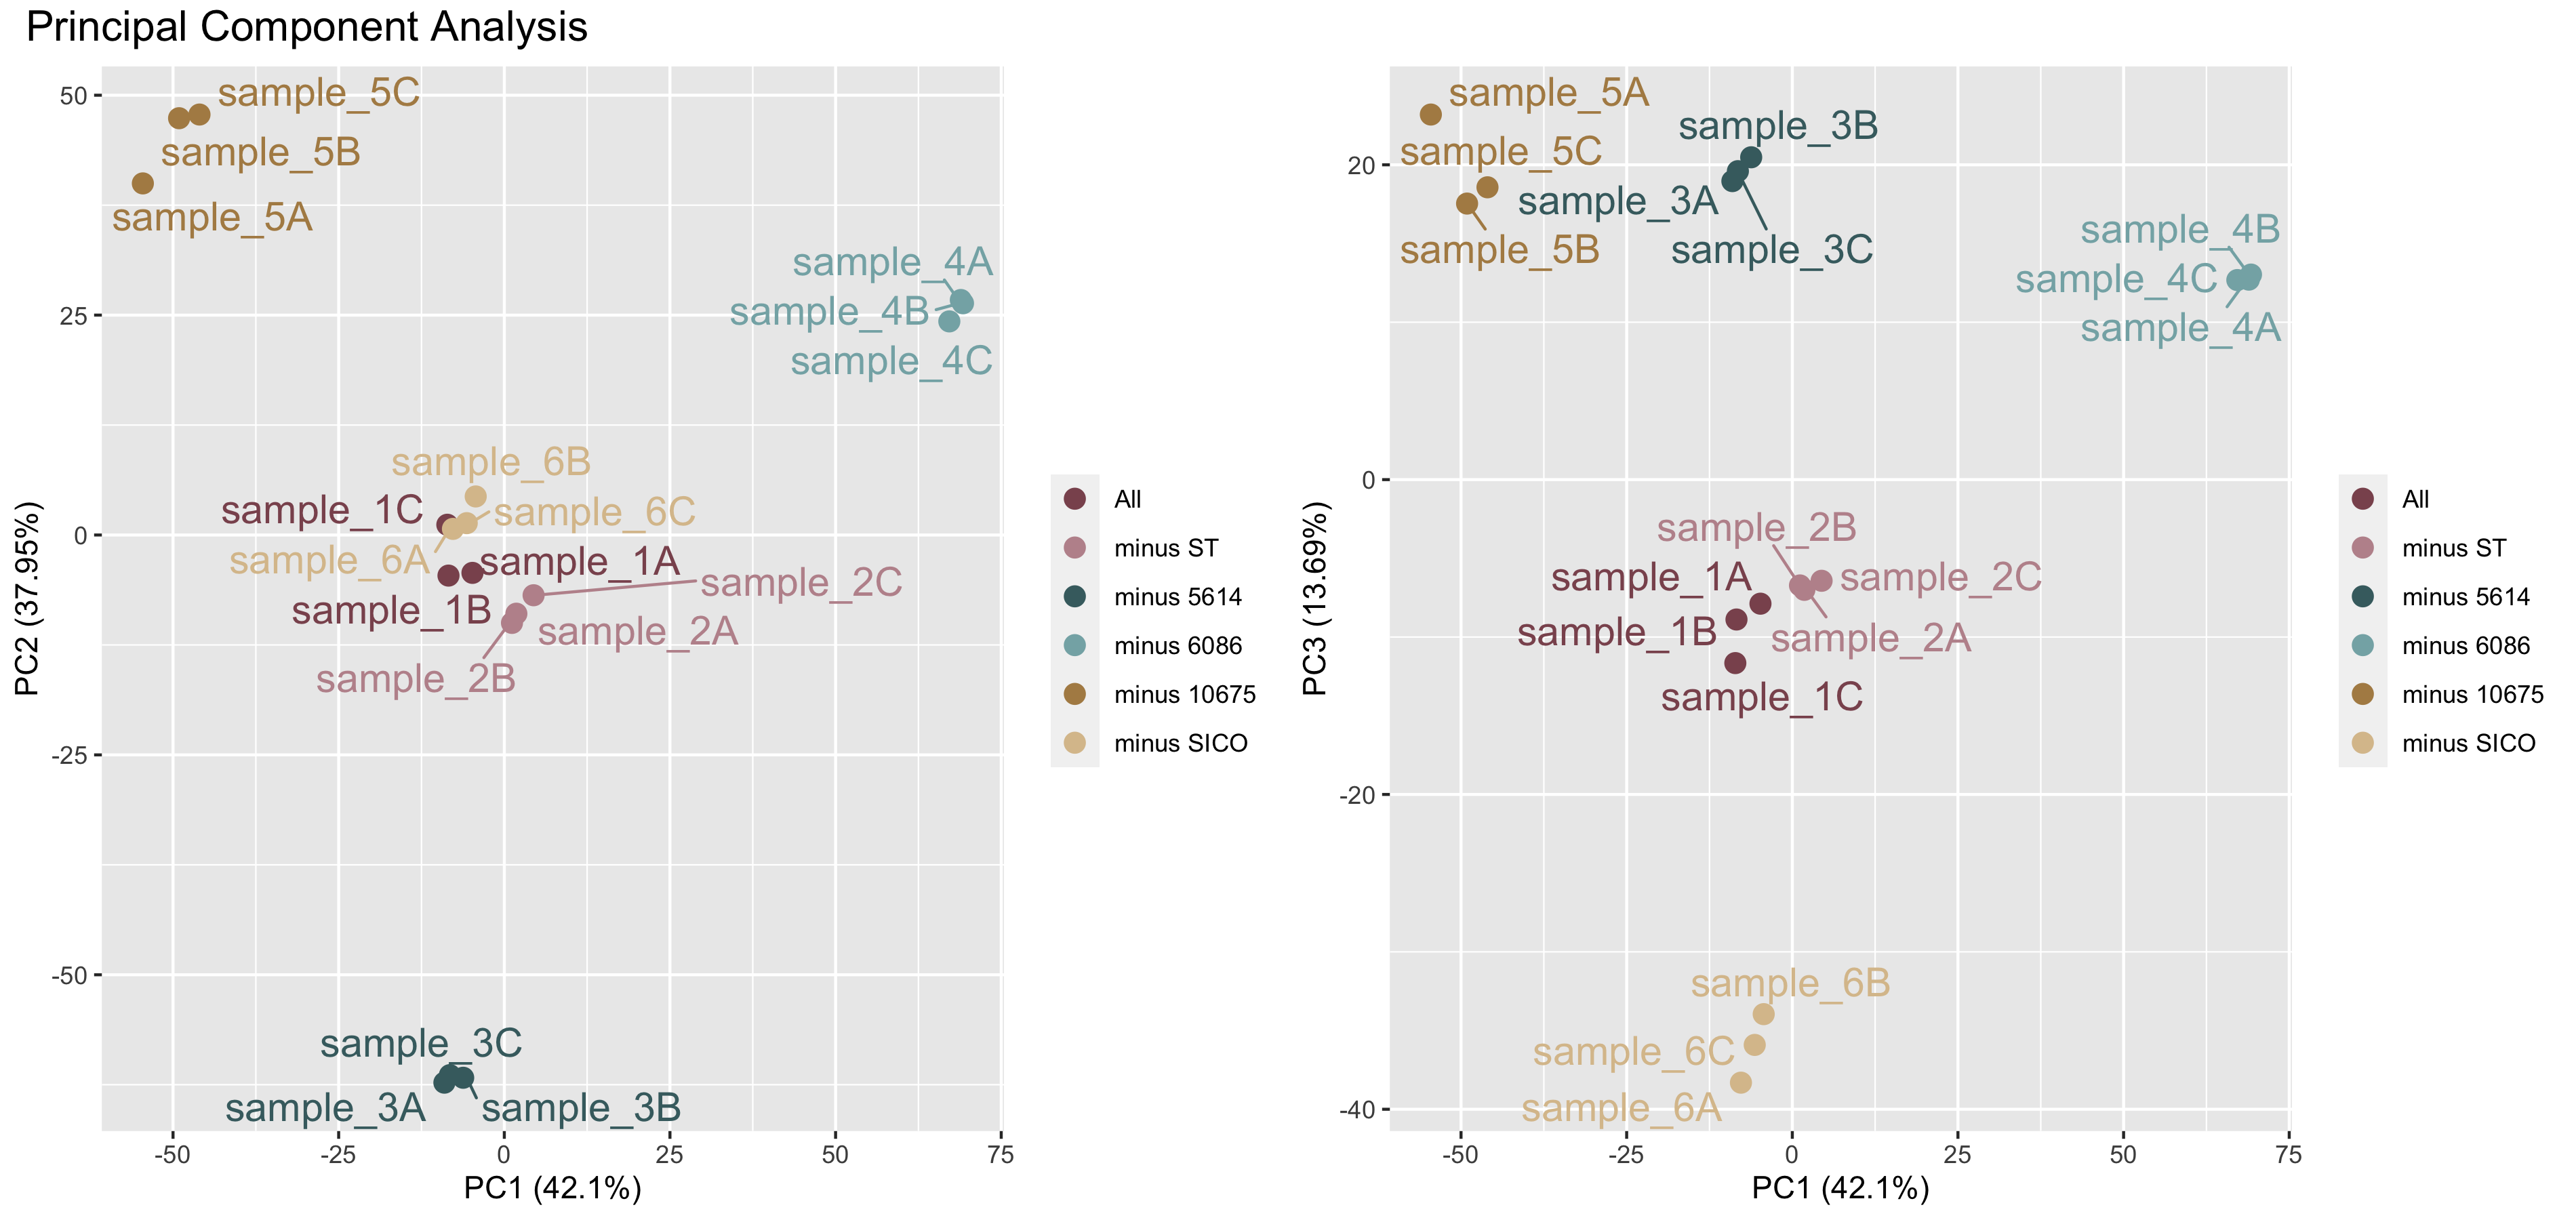 Principal Component Analysis
50
25
0
-25
-50
PC2 (37.95%)
sample_5C
sample_5B
sample_5A
sample_4A
sample_4B
sample_4C
sample_6B
sample_1C
sample_6C
sample_6A
sample_1A
sample_2C
sample_1B
sample_2A
sample_2B
sample_3C
sample_3A
sample_3B
-50
-25
0
25
50
75
PC1 (42.1%)
All
minus ST
minus 5614
minus 6086
minus 10675
minus SICO
20
0
-20
-40
PC3 (13.69%)
sample_5A
sample_3B
sample_5C
sample_3A
sample_5B
sample_3C
sample_4B
sample_4C
sample_4A
sample_2B
sample_1A
sample_2C
sample_1B
sample_2A
sample_1C
sample_6B
sample_6C
sample_6A
-50
-25
0
25
50
75
PC1 (42.1%)
All
minus ST
minus 5614
minus 6086
minus 10675
minus SICO